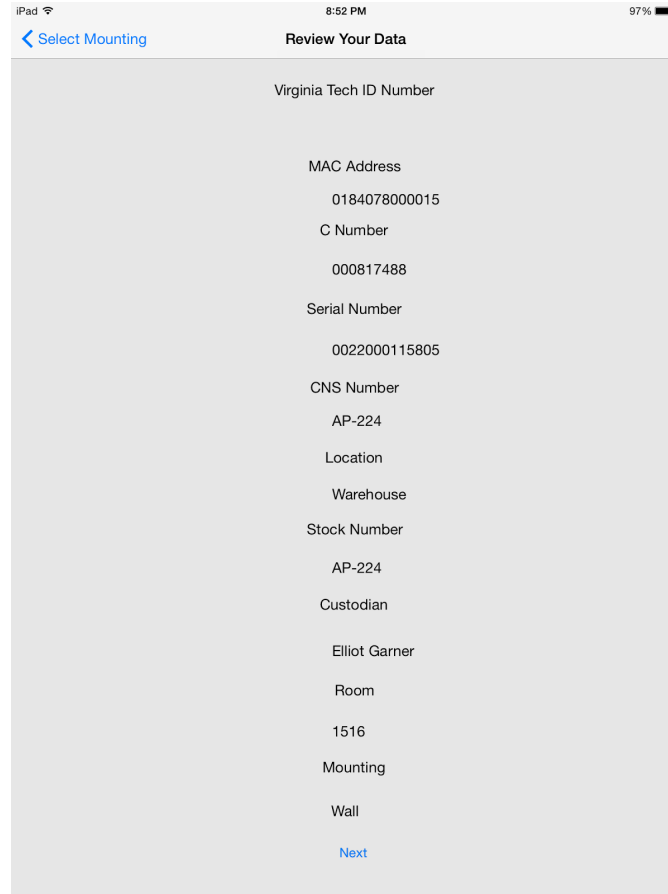 iPad 8:52 PM 97%
Select Mounting Review Your Data
Virginia Tech ID Number
MAC Address
0184078000015
C Number
000817488
Serial Number
0022000115805
CNS Number
AP-224
Location
Warehouse
Stock Number
AP-224
Custodian
Elliot Garner
Room
1516
Mounting
Wall
Next